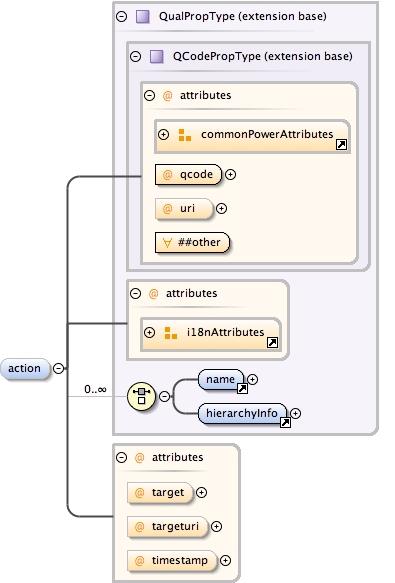 QualPropType (extension base)
QCodePropType (extension base)
@ attributes
commonPowerAttributes
@ qcode
@ uri
∀ ##other
@ attributes
i18nAttributes
action
0..∞
name
hierarchyInfo
@ attributes
@ target
@ targeturi
@ timestamp